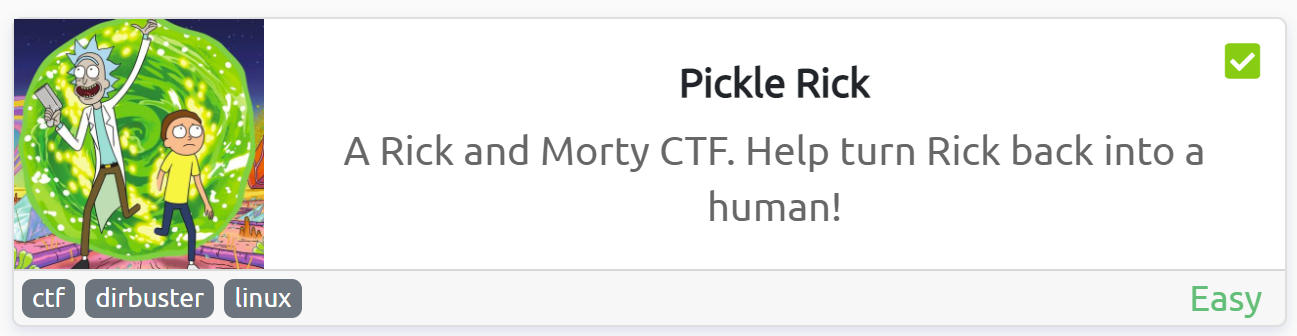 Pickle Rick
A Rick and Morty CTF. Help turn Rick back into a
human!
ctf dirbuster linux Easy